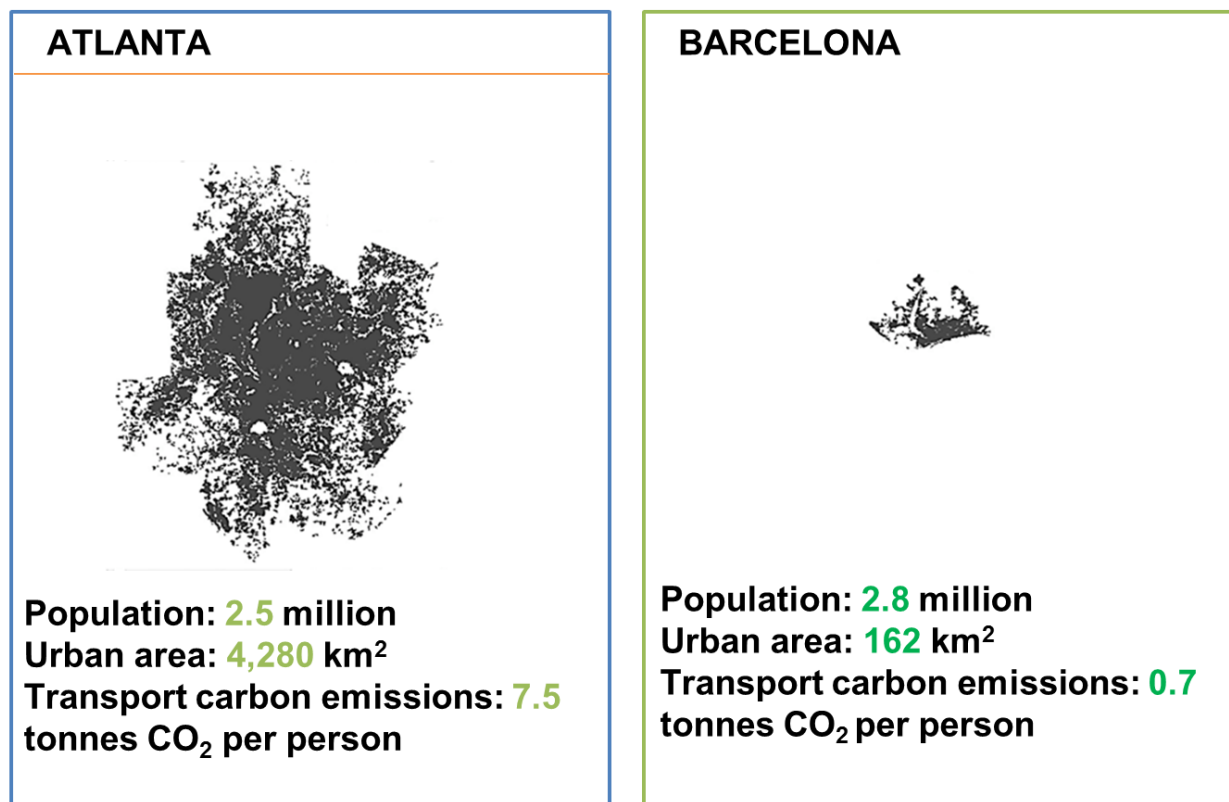 ATLANTA
Population: 2.5 million
Urban area: 4,280 km²
Transport carbon emissions: 7.5
tonnes CO₂ per person
BARCELONA
Population: 2.8 million
Urban area: 162 km²
Transport carbon emissions: 0.7
tonnes CO₂ per person